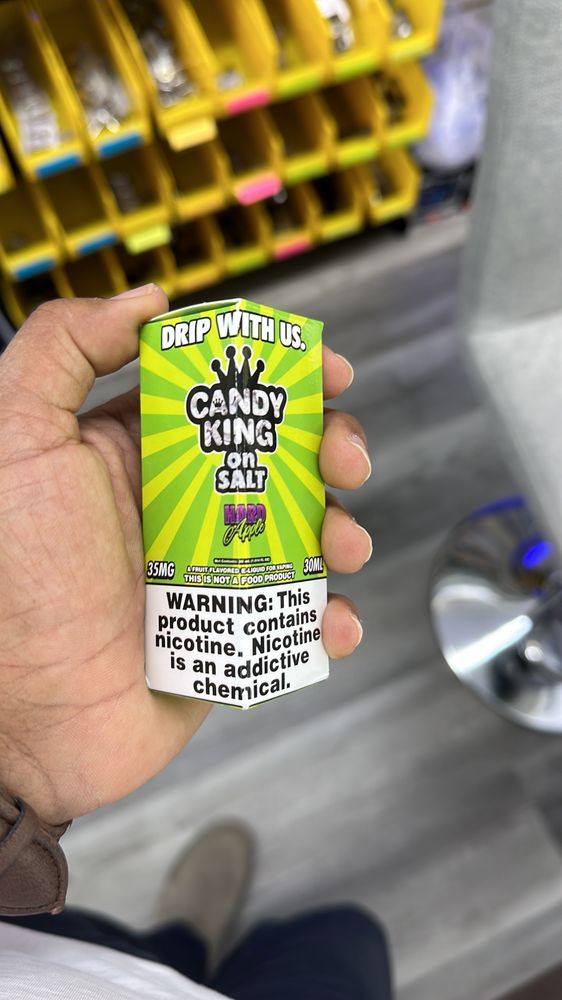 DRIP WITH US.
CANDY
KING
on
SALT
HARD
Apple
35MG
30ML
A FRUIT FLAVORED E-LIQUID FOR VAPING
THIS IS NOT A FOOD PRODUCT
WARNING: This
product contains
nicotine. Nicotine
is an addictive
chemical.